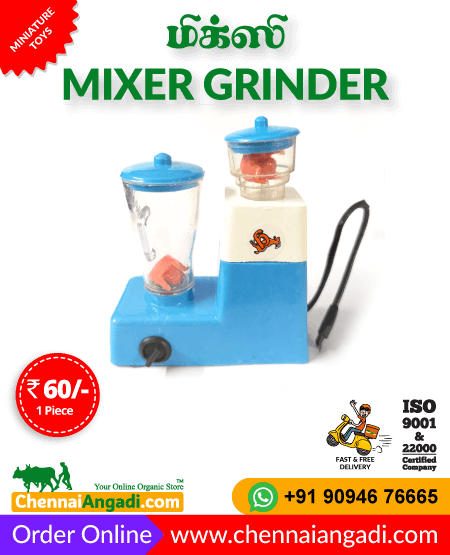 MINIATURE
TOYS
மிக்ஸி
MIXER GRINDER
₹ 60/-
1 Piece
ISO
9001
&
22000
Certified
Company
FAST & FREE
DELIVERY
Your Online Organic Store
TM
ChennaiAngadi.com
+91 90946 76665
Order Online
www.chennaiangadi.com